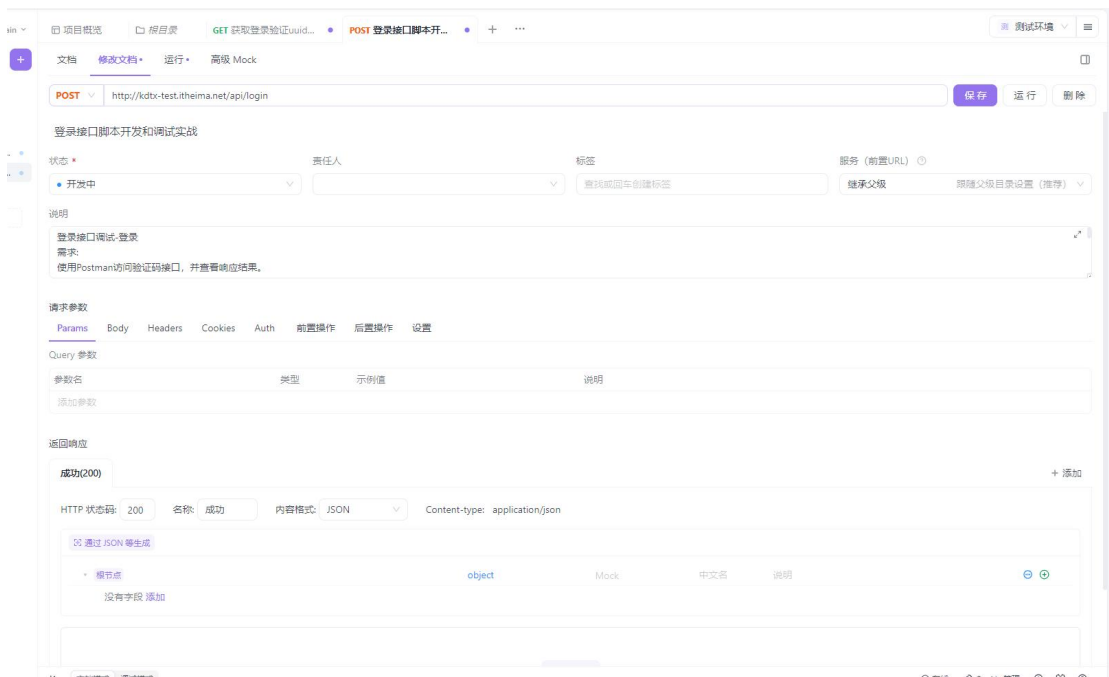 ain
项目概览 根目录 GET 获取登录验证uuid... POST 登录接口脚本开... + ... 测试环境
文档 修改文档 运行 高级 Mock
POST http://kdtx-test.itheima.net/api/login 保存 运行 删除
登录接口脚本开发和调试实战
状态 * 责任人 标签 服务（前置URL）
开发中 查找或回车创建标签 继承父级 跟随父级目录设置（推荐）
说明
登录接口调试-登录
需求:
使用Postman访问验证码接口，并查看响应结果。
请求参数
Params Body Headers Cookies Auth 前置操作 后置操作 设置
Query 参数
参数名 类型 示例值 说明
添加参数
返回响应
成功(200) + 添加
HTTP 状态码: 200 名称: 成功 内容格式: JSON Content-type: application/json
通过 JSON 等生成
根节点 object Mock 中文名 说明
没有字段 添加